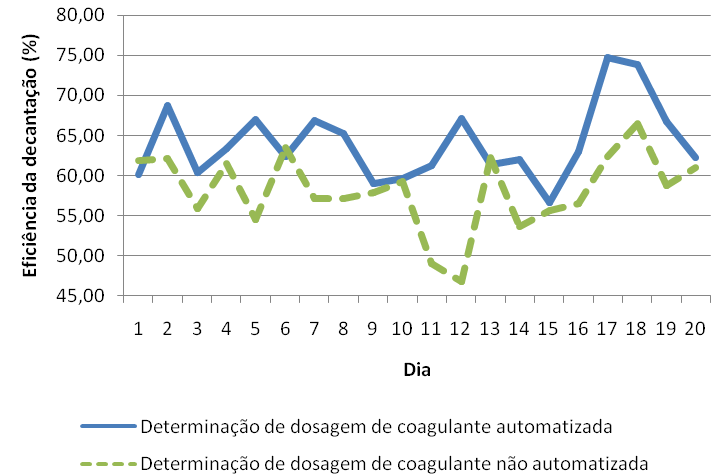 80,00
75,00
70,00
65,00
60,00
55,00
50,00
45,00
Eficiência da decantação (%)
1 2 3 4 5 6 7 8 9 10 11 12 13 14 15 16 17 18 19 20
Dia
Determinação de dosagem de coagulante automatizada
Determinação de dosagem de coagulante não automatizada